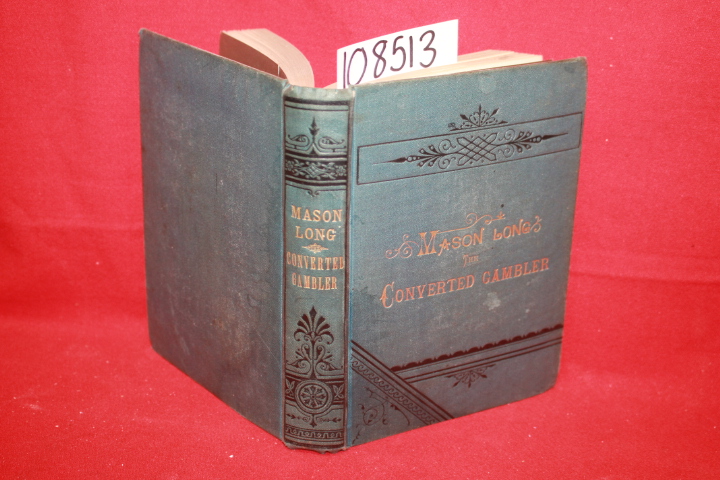 108513
MASON
LONG
CONVERTED
GAMBLER
MASON LONG
THE
CONVERTED GAMBLER